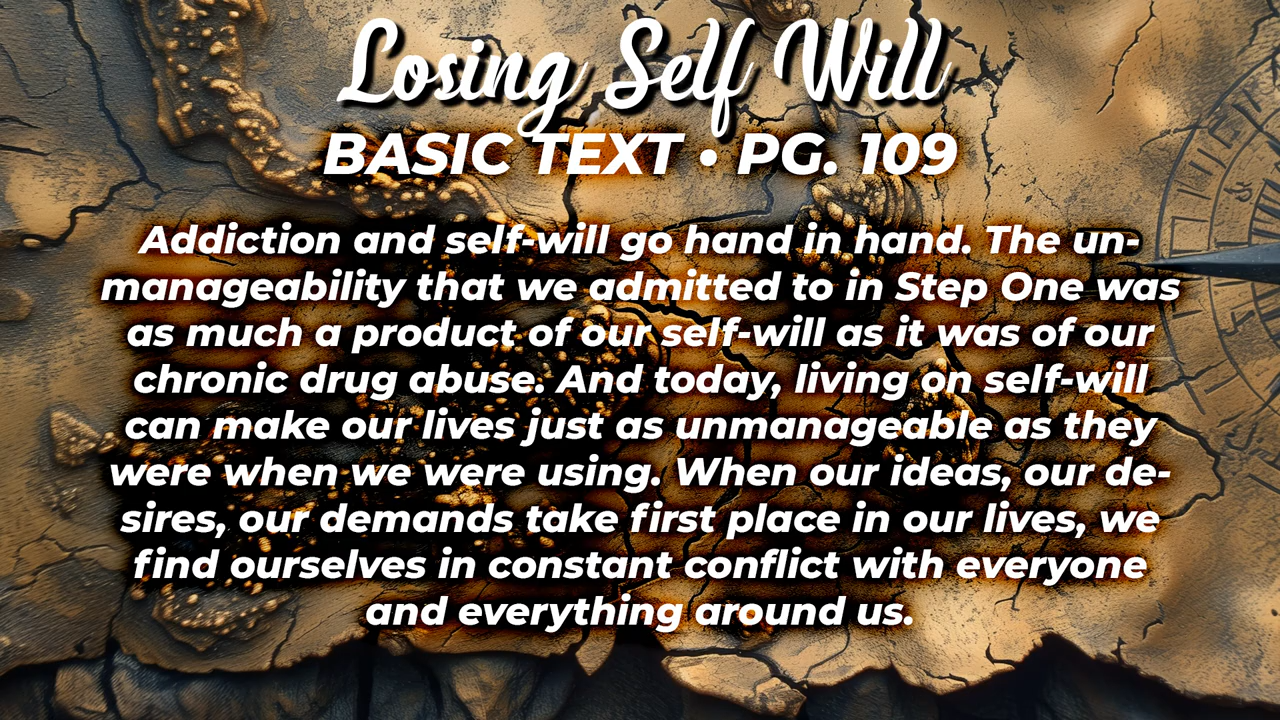 Losing Self Will
BASIC TEXT • PG. 109
Addiction and self-will go hand in hand. The un-
manageability that we admitted to in Step One was
as much a product of our self-will as it was of our
chronic drug abuse. And today, living on self-will
can make our lives just as unmanageable as they
were when we were using. When our ideas, our de-
sires, our demands take first place in our lives, we
find ourselves in constant conflict with everyone
and everything around us.